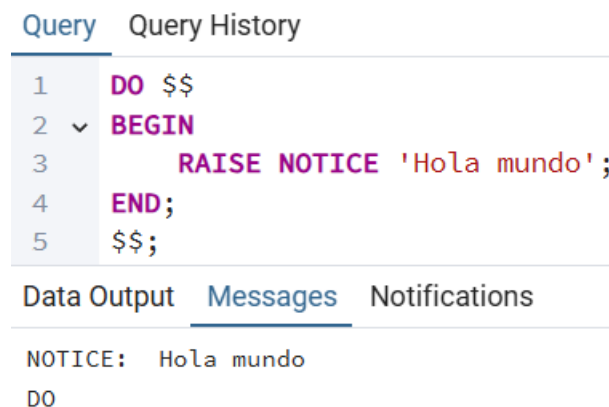 Query Query History
1 DO $$
2 BEGIN
3 RAISE NOTICE 'Hola mundo';
4 END;
5 $$;
Data Output Messages Notifications
NOTICE: Hola mundo
DO